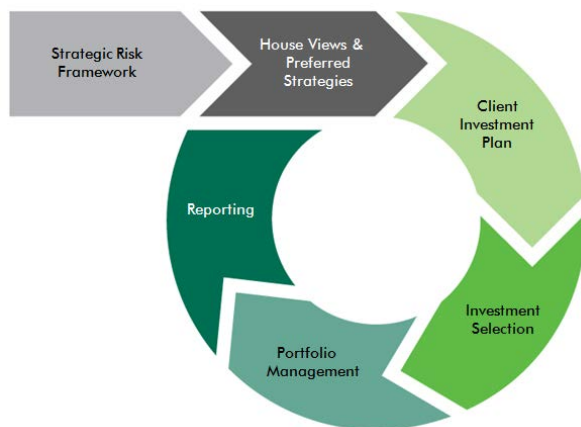 Strategic Risk
Framework
House Views &
Preferred
Strategies
Client
Investment
Plan
Investment
Selection
Portfolio
Management
Reporting